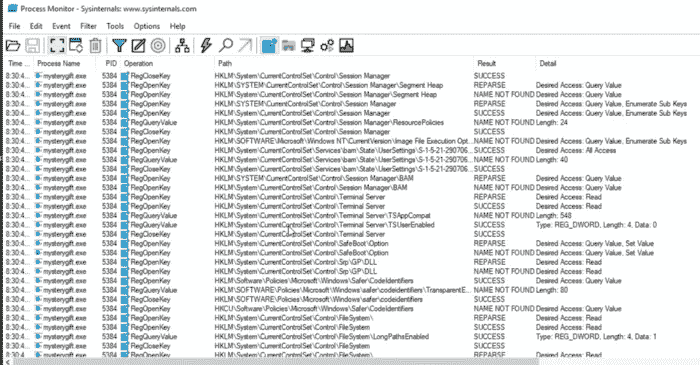 Process Monitor - Sysinternals: www.sysinternals.com
File Edit Event Filter Tools Options Help
Time ... Process Name PID Operation Path Result Detail
8:30:4... mysterygift.exe 5384 RegCloseKey HKLM\System\CurrentControlSet\Control\Session Manager SUCCESS
8:30:4... mysterygift.exe 5384 RegOpenKey HKLM\SYSTEM\CurrentControlSet\Control\Session Manager\Segment Heap REPARSE Desired Access: Query Value
8:30:4... mysterygift.exe 5384 RegOpenKey HKLM\System\CurrentControlSet\Control\Session Manager\Segment Heap NAME NOT FOUND Desired Access: Query Value
8:30:4... mysterygift.exe 5384 RegOpenKey HKLM\SYSTEM\CurrentControlSet\Control\Session Manager REPARSE Desired Access: Query Value, Enumerate Sub Keys
8:30:4... mysterygift.exe 5384 RegOpenKey HKLM\System\CurrentControlSet\Control\Session Manager SUCCESS Desired Access: Query Value, Enumerate Sub Keys
8:30:4... mysterygift.exe 5384 RegQueryValue HKLM\System\CurrentControlSet\Control\Session Manager\ResourcePolicies NAME NOT FOUND Length: 24
8:30:4... mysterygift.exe 5384 RegCloseKey HKLM\System\CurrentControlSet\Control\Session Manager SUCCESS
8:30:4... mysterygift.exe 5384 RegOpenKey HKLM\SOFTWARE\Microsoft\Windows NT\CurrentVersion\Image File Execution Opt... NAME NOT FOUND Desired Access: Query Value, Enumerate Sub Keys
8:30:4... mysterygift.exe 5384 RegOpenKey HKLM\System\CurrentControlSet\Services\bam\State\UserSettings\S-1-5-21-290706... SUCCESS Desired Access: All Access
8:30:4... mysterygift.exe 5384 RegQueryValue HKLM\System\CurrentControlSet\Services\bam\State\UserSettings\S-1-5-21-290706... NAME NOT FOUND Length: 40
8:30:4... mysterygift.exe 5384 RegCloseKey HKLM\System\CurrentControlSet\Services\bam\State\UserSettings\S-1-5-21-290706... SUCCESS
8:30:4... mysterygift.exe 5384 RegOpenKey HKLM\SYSTEM\CurrentControlSet\Control\Session Manager\BAM REPARSE Desired Access: Query Value
8:30:4... mysterygift.exe 5384 RegOpenKey HKLM\System\CurrentControlSet\Control\Session Manager\BAM NAME NOT FOUND Desired Access: Query Value
8:30:4... mysterygift.exe 5384 RegOpenKey HKLM\System\CurrentControlSet\Control\Terminal Server REPARSE Desired Access: Read
8:30:4... mysterygift.exe 5384 RegOpenKey HKLM\System\CurrentControlSet\Control\Terminal Server SUCCESS Desired Access: Read
8:30:4... mysterygift.exe 5384 RegQueryValue HKLM\System\CurrentControlSet\Control\Terminal Server\TSAppCompat NAME NOT FOUND Length: 548
8:30:4... mysterygift.exe 5384 RegQueryValue HKLM\System\CurrentControlSet\Control\Terminal Server\TSUserEnabled SUCCESS Type: REG_DWORD, Length: 4, Data: 0
8:30:4... mysterygift.exe 5384 RegCloseKey HKLM\System\CurrentControlSet\Control\Terminal Server SUCCESS
8:30:4... mysterygift.exe 5384 RegOpenKey HKLM\System\CurrentControlSet\Control\SafeBoot\Option REPARSE Desired Access: Query Value, Set Value
8:30:4... mysterygift.exe 5384 RegOpenKey HKLM\System\CurrentControlSet\Control\SafeBoot\Option NAME NOT FOUND Desired Access: Query Value, Set Value
8:30:4... mysterygift.exe 5384 RegOpenKey HKLM\System\CurrentControlSet\Control\Srp\GP\DLL REPARSE Desired Access: Read
8:30:4... mysterygift.exe 5384 RegOpenKey HKLM\System\CurrentControlSet\Control\Srp\GP\DLL NAME NOT FOUND Desired Access: Read
8:30:4... mysterygift.exe 5384 RegOpenKey HKLM\Software\Policies\Microsoft\Windows\Safer\CodeIdentifiers SUCCESS Desired Access: Query Value
8:30:4... mysterygift.exe 5384 RegQueryValue HKLM\SOFTWARE\Policies\Microsoft\Windows\safer\codeidentifiers\TransparentE... NAME NOT FOUND Length: 80
8:30:4... mysterygift.exe 5384 RegCloseKey HKLM\SOFTWARE\Policies\Microsoft\Windows\safer\codeidentifiers SUCCESS
8:30:4... mysterygift.exe 5384 RegOpenKey HKCU\Software\Policies\Microsoft\Windows\Safer\CodeIdentifiers NAME NOT FOUND Desired Access: Query Value
8:30:4... mysterygift.exe 5384 RegOpenKey HKLM\System\CurrentControlSet\Control\FileSystem\ REPARSE Desired Access: Read
8:30:4... mysterygift.exe 5384 RegOpenKey HKLM\System\CurrentControlSet\Control\FileSystem SUCCESS Desired Access: Read
8:30:4... mysterygift.exe 5384 RegQueryValue HKLM\System\CurrentControlSet\Control\FileSystem\LongPathsEnabled SUCCESS Type: REG_DWORD, Length: 4, Data: 1
8:30:4... mysterygift.exe 5384 RegCloseKey HKLM\System\CurrentControlSet\Control\FileSystem SUCCESS
8:30:4... mysterygift.exe 5384 RegOpenKey HKLM\System\CurrentControlSet\Control\FileSystem\ REPARSE Desired Access: Read